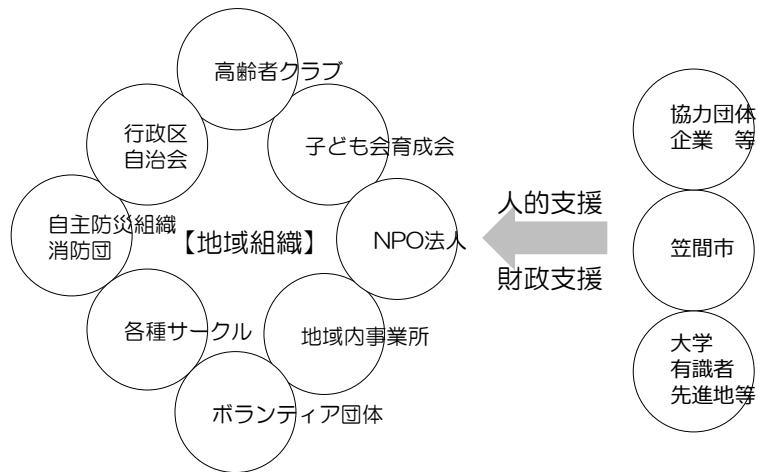 高齢者クラブ
行政区
自治会
子ども会育成会
自主防災組織
消防団
【地域組織】
NPO法人
各種サークル
地域内事業所
ボランティア団体
人的支援
財政支援
協力団体
企業　等
笠間市
大学
有識者
先進地等